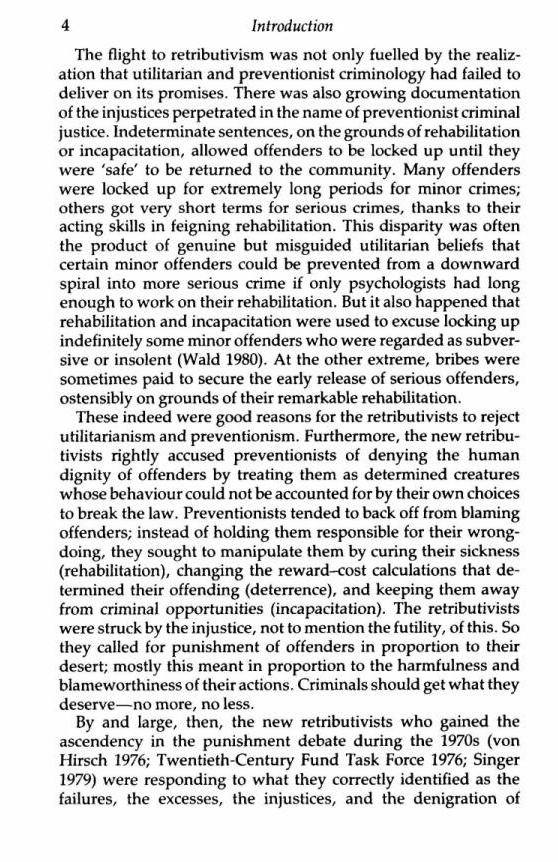 4 Introduction
The flight to retributivism was not only fuelled by the realiz-
ation that utilitarian and preventionist criminology had failed to
deliver on its promises. There was also growing documentation
of the injustices perpetrated in the name of preventionist criminal
justice. Indeterminate sentences, on the grounds of rehabilitation
or incapacitation, allowed offenders to be locked up until they
were 'safe' to be returned to the community. Many offenders
were locked up for extremely long periods for minor crimes;
others got very short terms for serious crimes, thanks to their
acting skills in feigning rehabilitation. This disparity was often
the product of genuine but misguided utilitarian beliefs that
certain minor offenders could be prevented from a downward
spiral into more serious crime if only psychologists had long
enough to work on their rehabilitation. But it also happened that
rehabilitation and incapacitation were used to excuse locking up
indefinitely some minor offenders who were regarded as subver-
sive or insolent (Wald 1980). At the other extreme, bribes were
sometimes paid to secure the early release of serious offenders,
ostensibly on grounds of their remarkable rehabilitation.
These indeed were good reasons for the retributivists to reject
utilitarianism and preventionism. Furthermore, the new retribu-
tivists rightly accused preventionists of denying the human
dignity of offenders by treating them as determined creatures
whose behaviour could not be accounted for by their own choices
to break the law. Preventionists tended to back off from blaming
offenders; instead of holding them responsible for their wrong-
doing, they sought to manipulate them by curing their sickness
(rehabilitation), changing the reward–cost calculations that de-
termined their offending (deterrence), and keeping them away
from criminal opportunities (incapacitation). The retributivists
were struck by the injustice, not to mention the futility, of this. So
they called for punishment of offenders in proportion to their
desert; mostly this meant in proportion to the harmfulness and
blameworthiness of their actions. Criminals should get what they
deserve—no more, no less.
By and large, then, the new retributivists who gained the
ascendency in the punishment debate during the 1970s (von
Hirsch 1976; Twentieth-Century Fund Task Force 1976; Singer
1979) were responding to what they correctly identified as the
failures, the excesses, the injustices, and the denigration of